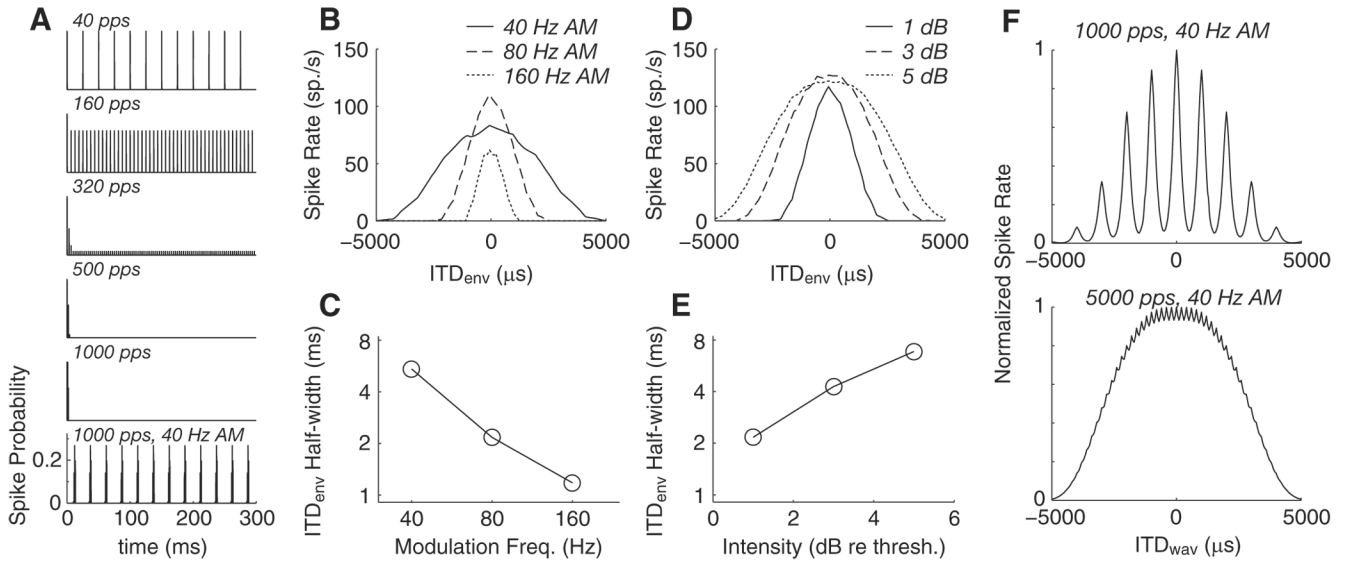 A
40 pps
160 pps
320 pps
500 pps
1000 pps
1000 pps, 40 Hz AM
Spike Probability
0.2
0
0 100 200 300
time (ms)
B
40 Hz AM
80 Hz AM
160 Hz AM
Spike Rate (sp./s)
150
100
50
0
−5000 0 5000
ITDenv (μs)
C
ITDenv Half-width (ms)
8
4
2
1
40 80 160
Modulation Freq. (Hz)
D
1 dB
3 dB
5 dB
Spike Rate (sp./s)
150
100
50
0
−5000 0 5000
ITDenv (μs)
E
ITDenv Half-width (ms)
8
4
2
1
0 2 4 6
Intensity (dB re thresh.)
F
1000 pps, 40 Hz AM
1
0
−5000 0 5000
Normalized Spike Rate
5000 pps, 40 Hz AM
1
0
−5000 0 5000
ITDwav (μs)